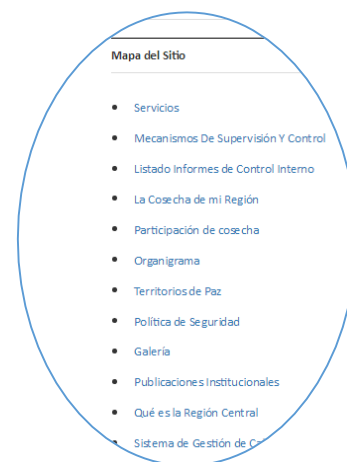 Mapa del Sitio
Servicios
Mecanismos De Supervisión Y Control
Listado Informes de Control Interno
La Cosecha de mi Región
Participación de cosecha
Organigrama
Territorios de Paz
Política de Seguridad
Galería
Publicaciones Institucionales
Qué es la Región Central
Sistema de Gestión de